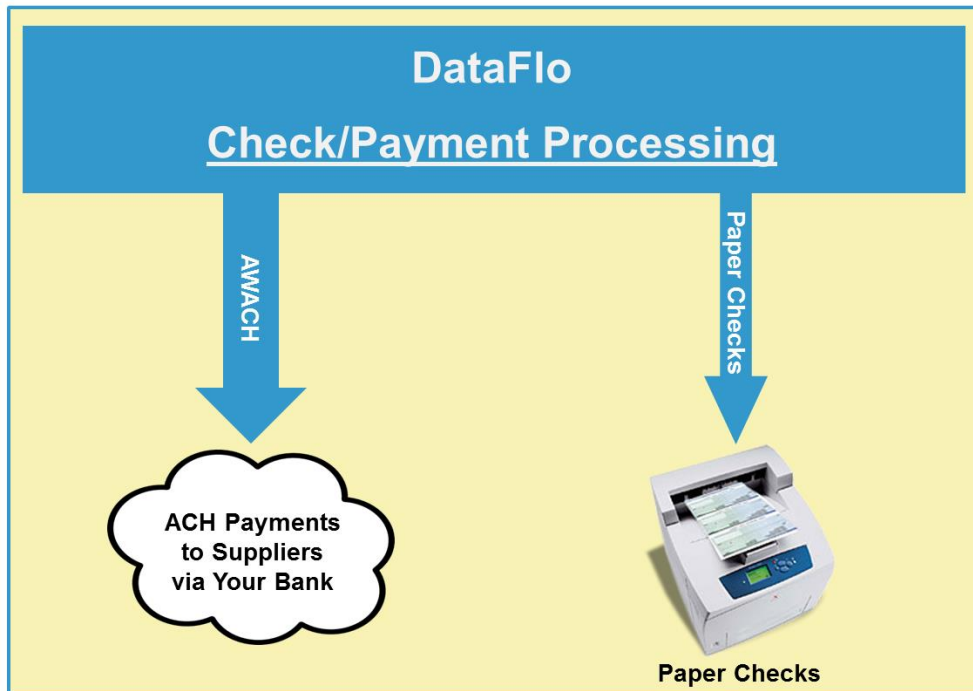 DataFlo
Check/Payment Processing
AWACH
Paper Checks
ACH Payments
to Suppliers
via Your Bank
Paper Checks